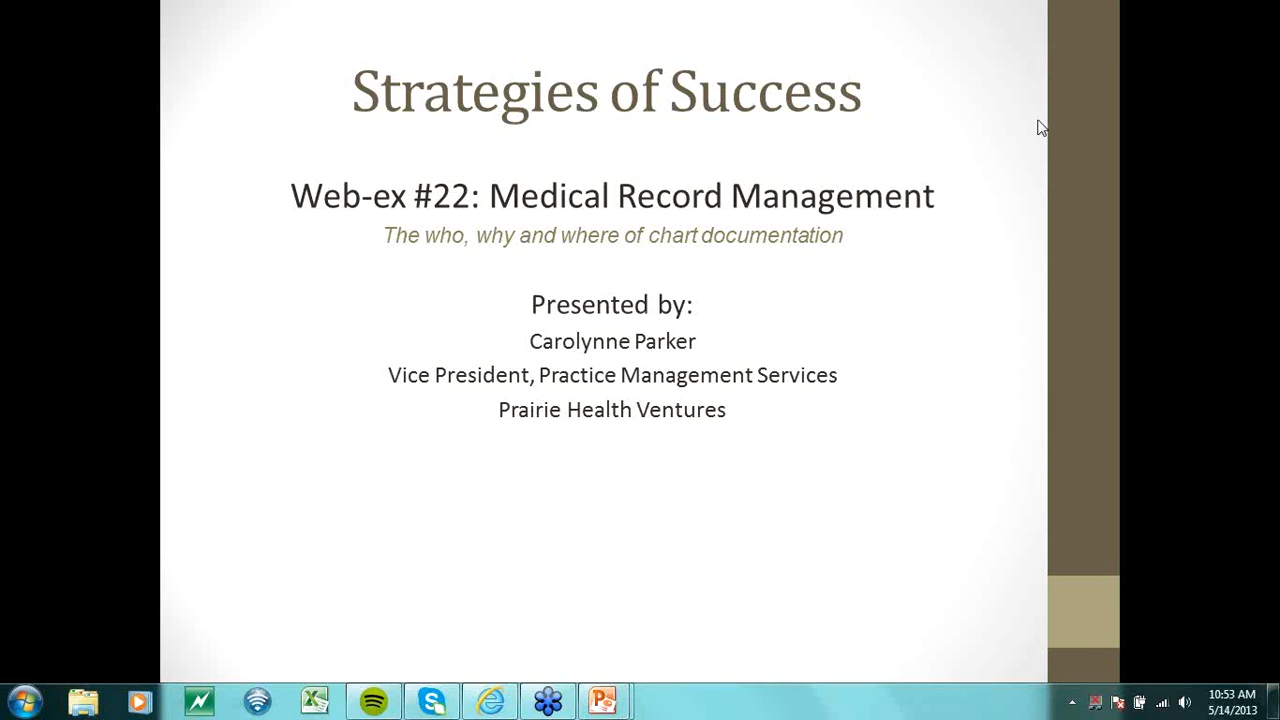 Strategies of Success
Web-ex #22: Medical Record Management
The who, why and where of chart documentation
Presented by:
Carolynne Parker
Vice President, Practice Management Services
Prairie Health Ventures
10:53 AM
5/14/2013